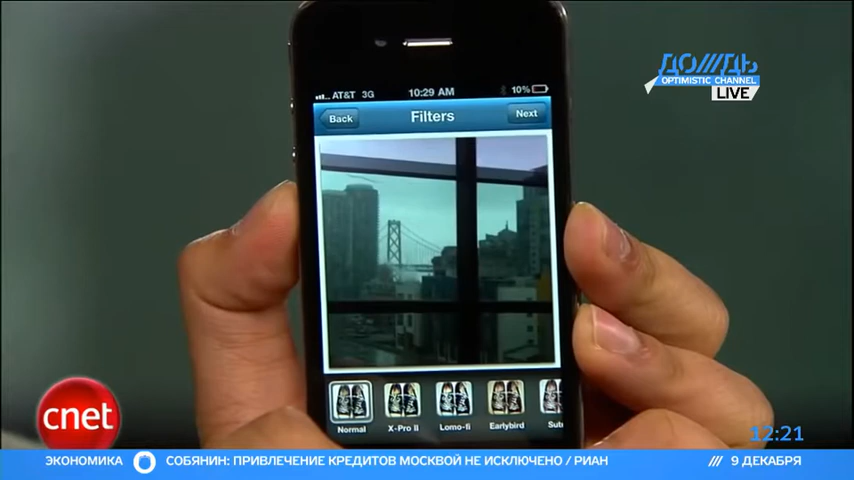 ДОЖДЬ
OPTIMISTIC CHANNEL
LIVE
AT&T 3G 10:29 AM 10%
Back Filters Next
Normal X-Pro II Lomo-fi Earlybird Sut
cnet
12:21
ЭКОНОМИКА СОБЯНИН: ПРИВЛЕЧЕНИЕ КРЕДИТОВ МОСКВОЙ НЕ ИСКЛЮЧЕНО / РИАН /// 9 ДЕКАБРЯ